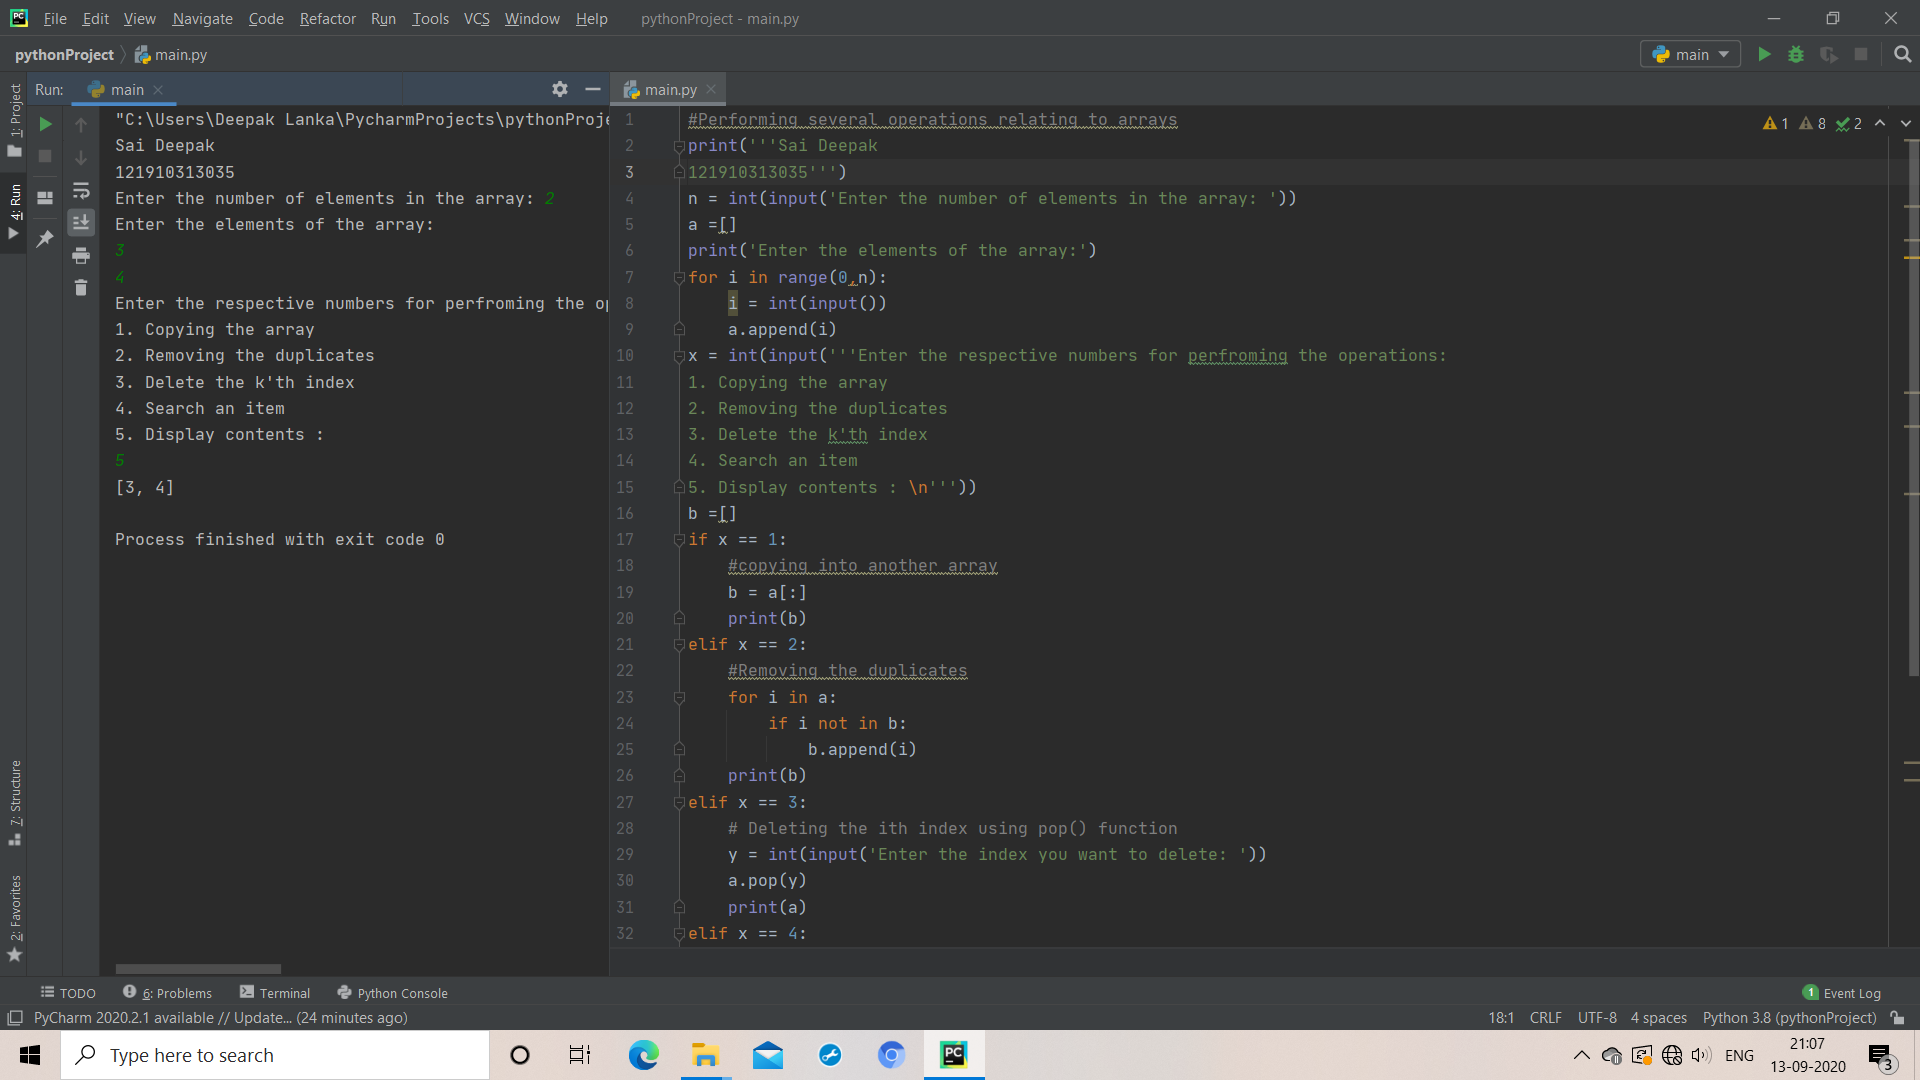 File Edit View Navigate Code Refactor Run Tools VCS Window Help pythonProject - main.py
pythonProject main.py main
Run: main
main.py
1: Project
4: Run
7: Structure
2: Favorites
"C:\Users\Deepak Lanka\PycharmProjects\pythonProje
Sai Deepak
121910313035
Enter the number of elements in the array: 2
Enter the elements of the array:
3
4
Enter the respective numbers for perfroming the op
1. Copying the array
2. Removing the duplicates
3. Delete the k'th index
4. Search an item
5. Display contents :
5
[3, 4]
Process finished with exit code 0
1 8 2
1 #Performing several operations relating to arrays
2 print('''Sai Deepak
3 121910313035''')
4 n = int(input('Enter the number of elements in the array: '))
5 a =[]
6 print('Enter the elements of the array:')
7 for i in range(0,n):
8     i = int(input())
9     a.append(i)
10 x = int(input('''Enter the respective numbers for perfroming the operations:
11 1. Copying the array
12 2. Removing the duplicates
13 3. Delete the k'th index
14 4. Search an item
15 5. Display contents : \n'''))
16 b =[]
17 if x == 1:
18     #copying into another array
19     b = a[:]
20     print(b)
21 elif x == 2:
22     #Removing the duplicates
23     for i in a:
24         if i not in b:
25             b.append(i)
26     print(b)
27 elif x == 3:
28     # Deleting the ith index using pop() function
29     y = int(input('Enter the index you want to delete: '))
30     a.pop(y)
31     print(a)
32 elif x == 4:
TODO 6: Problems Terminal Python Console 1 Event Log
PyCharm 2020.2.1 available // Update... (24 minutes ago) 18:1 CRLF UTF-8 4 spaces Python 3.8 (pythonProject)
Type here to search
PC
ENG
21:07
13-09-2020
3